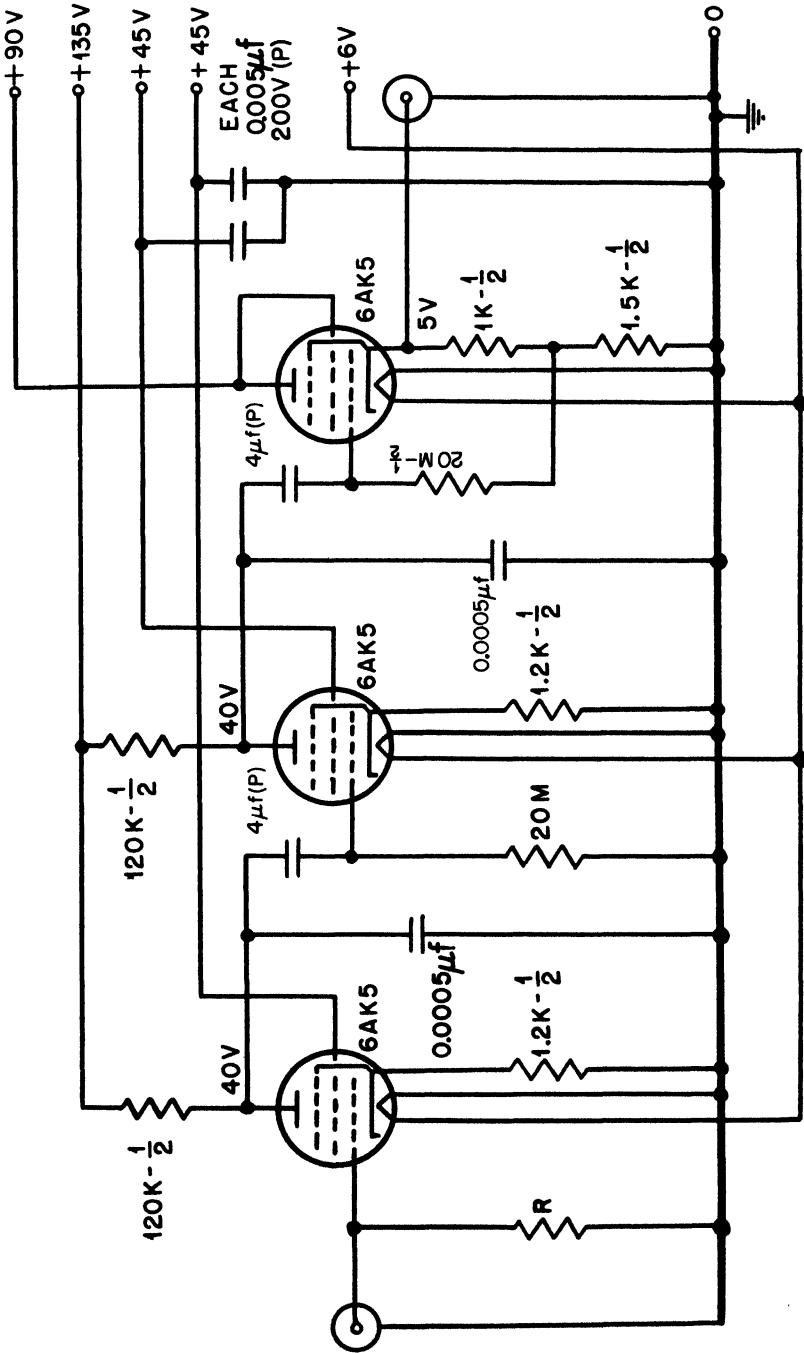 +90V
+135V
+45V
+45V
EACH
0.005μf
200V (P)
120K-½
120K-½
40V
4μf(P)
40V
4μf(P)
6AK5
6AK5
6AK5
+6V
5V
20M-½
0.0005μf
0.0005μf
1K-½
R
1.2K-½
20M
1.2K-½
1.5K-½
0